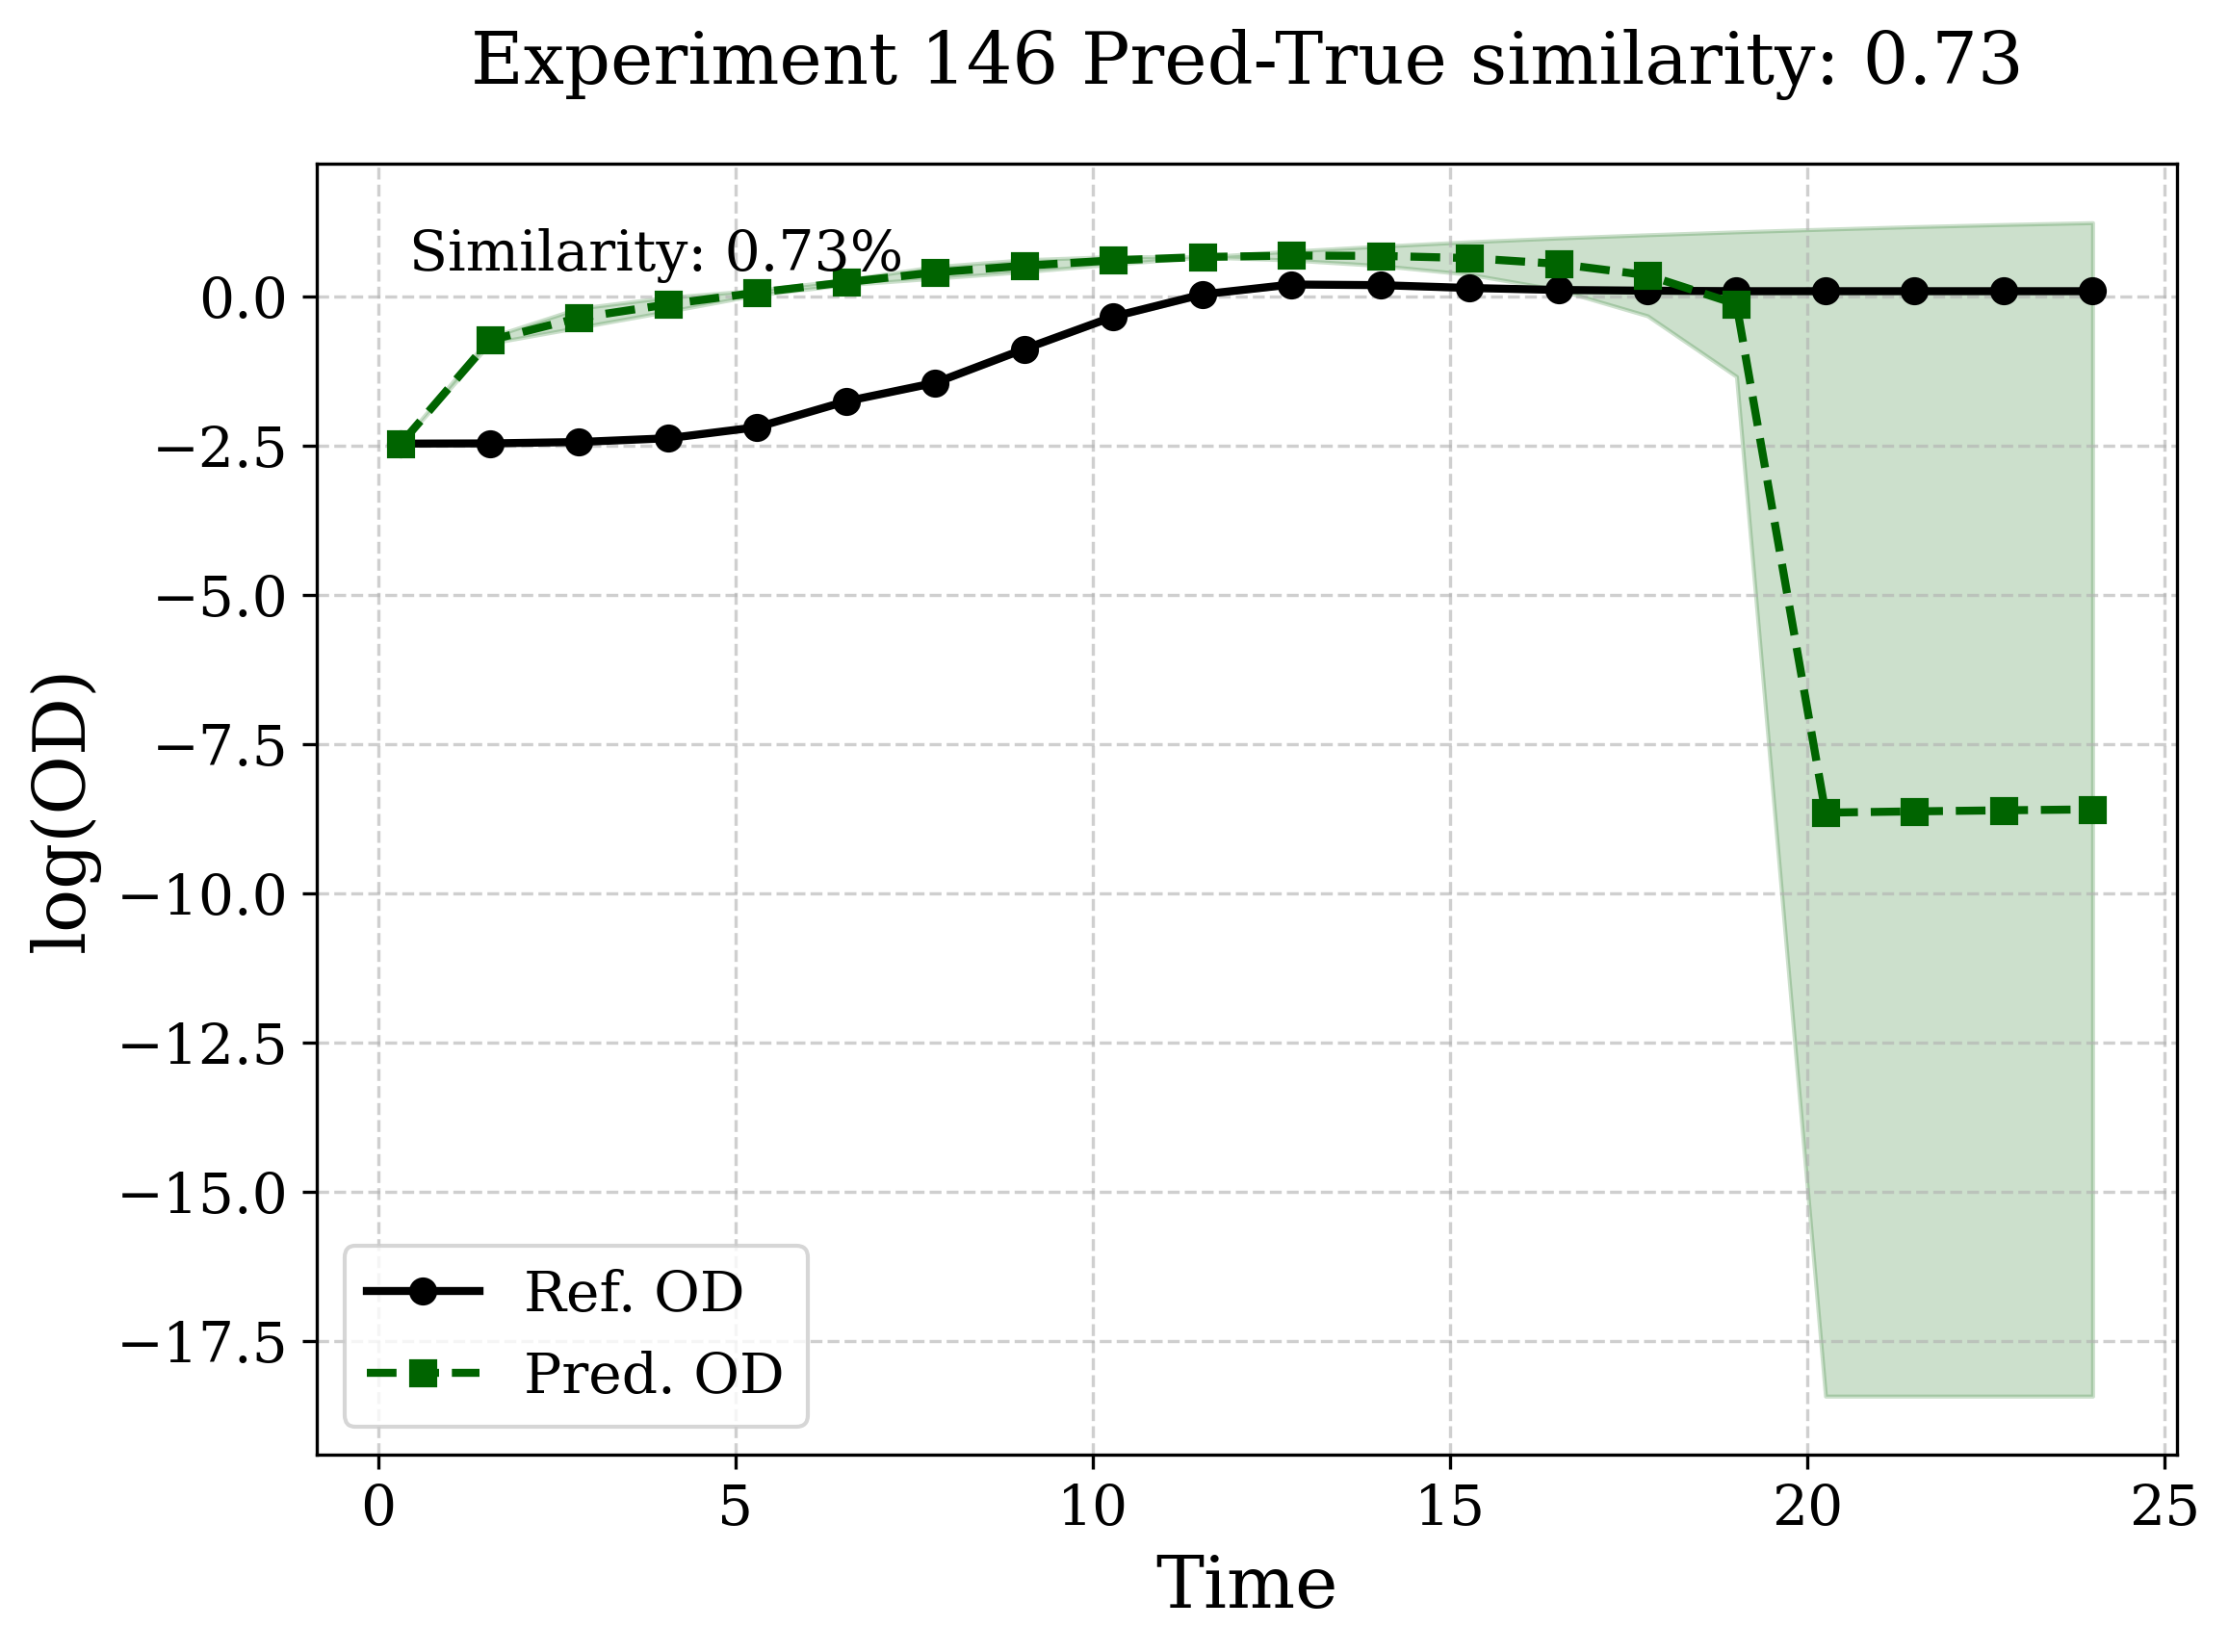 Experiment 146 Pred-True similarity: 0.73
Similarity: 0.73%
0.0
−2.5
−5.0
−7.5
−10.0
−12.5
−15.0
−17.5
log(OD)
Ref. OD
Pred. OD
0 5 10 15 20 25
Time